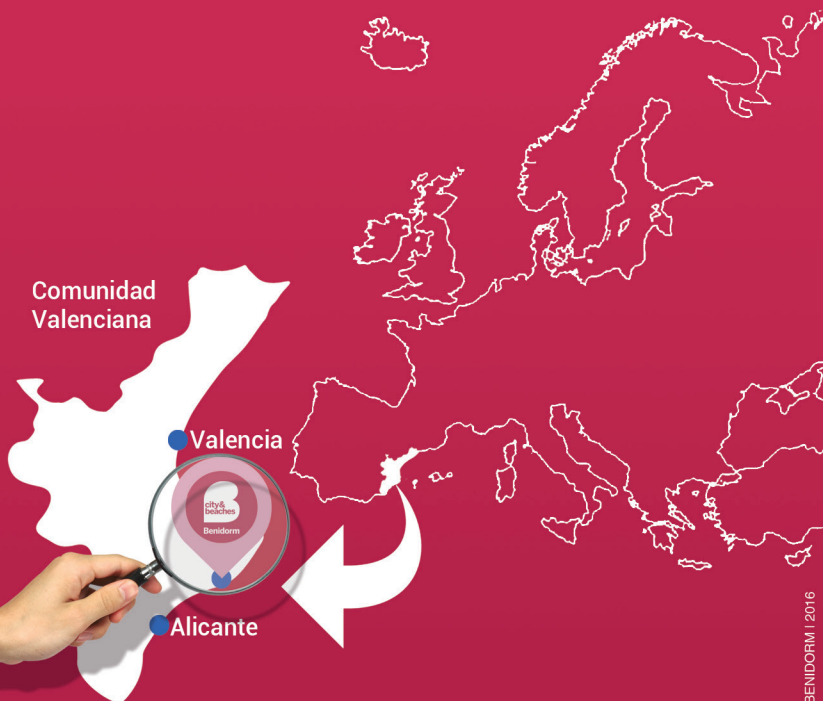 Comunidad
Valenciana
Valencia
city&
beaches
Benidorm
Alicante
BENIDORM | 2016